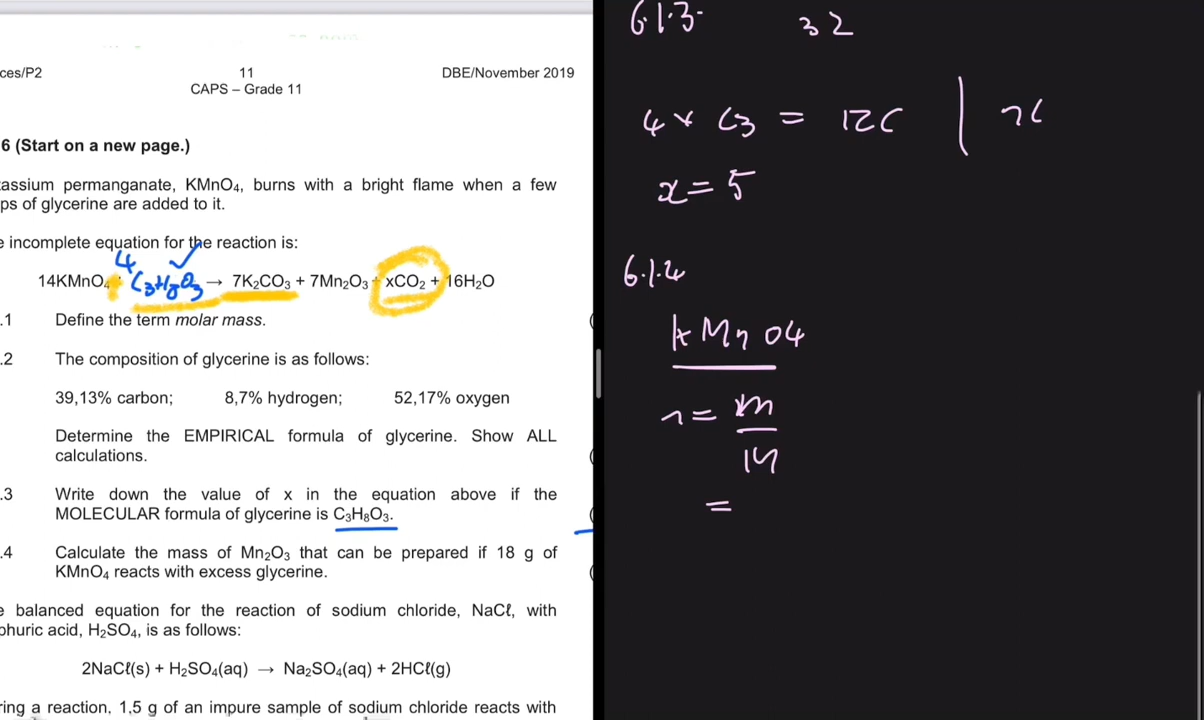 ces/P2 11 DBE/November 2019
CAPS – Grade 11
6 (Start on a new page.)
tassium permanganate, KMnO₄, burns with a bright flame when a few
ps of glycerine are added to it.
e incomplete equation for the reaction is:
14KMnO₄ + 4 C₃H₈O₃ → 7K₂CO₃ + 7Mn₂O₃ + xCO₂ + 16H₂O
.1 Define the term molar mass.
.2 The composition of glycerine is as follows:
39,13% carbon; 8,7% hydrogen; 52,17% oxygen
Determine the EMPIRICAL formula of glycerine. Show ALL
calculations.
.3 Write down the value of x in the equation above if the
MOLECULAR formula of glycerine is C₃H₈O₃.
.4 Calculate the mass of Mn₂O₃ that can be prepared if 18 g of
KMnO₄ reacts with excess glycerine.
e balanced equation for the reaction of sodium chloride, NaCℓ, with
phuric acid, H₂SO₄, is as follows:
2NaCℓ(s) + H₂SO₄(aq) → Na₂SO₄(aq) + 2HCℓ(g)
ring a reaction, 1,5 g of an impure sample of sodium chloride reacts with
6.1.3 32
4 × C3 = 12C
x = 5
6.1.4
KMnO4
n = m
M
=